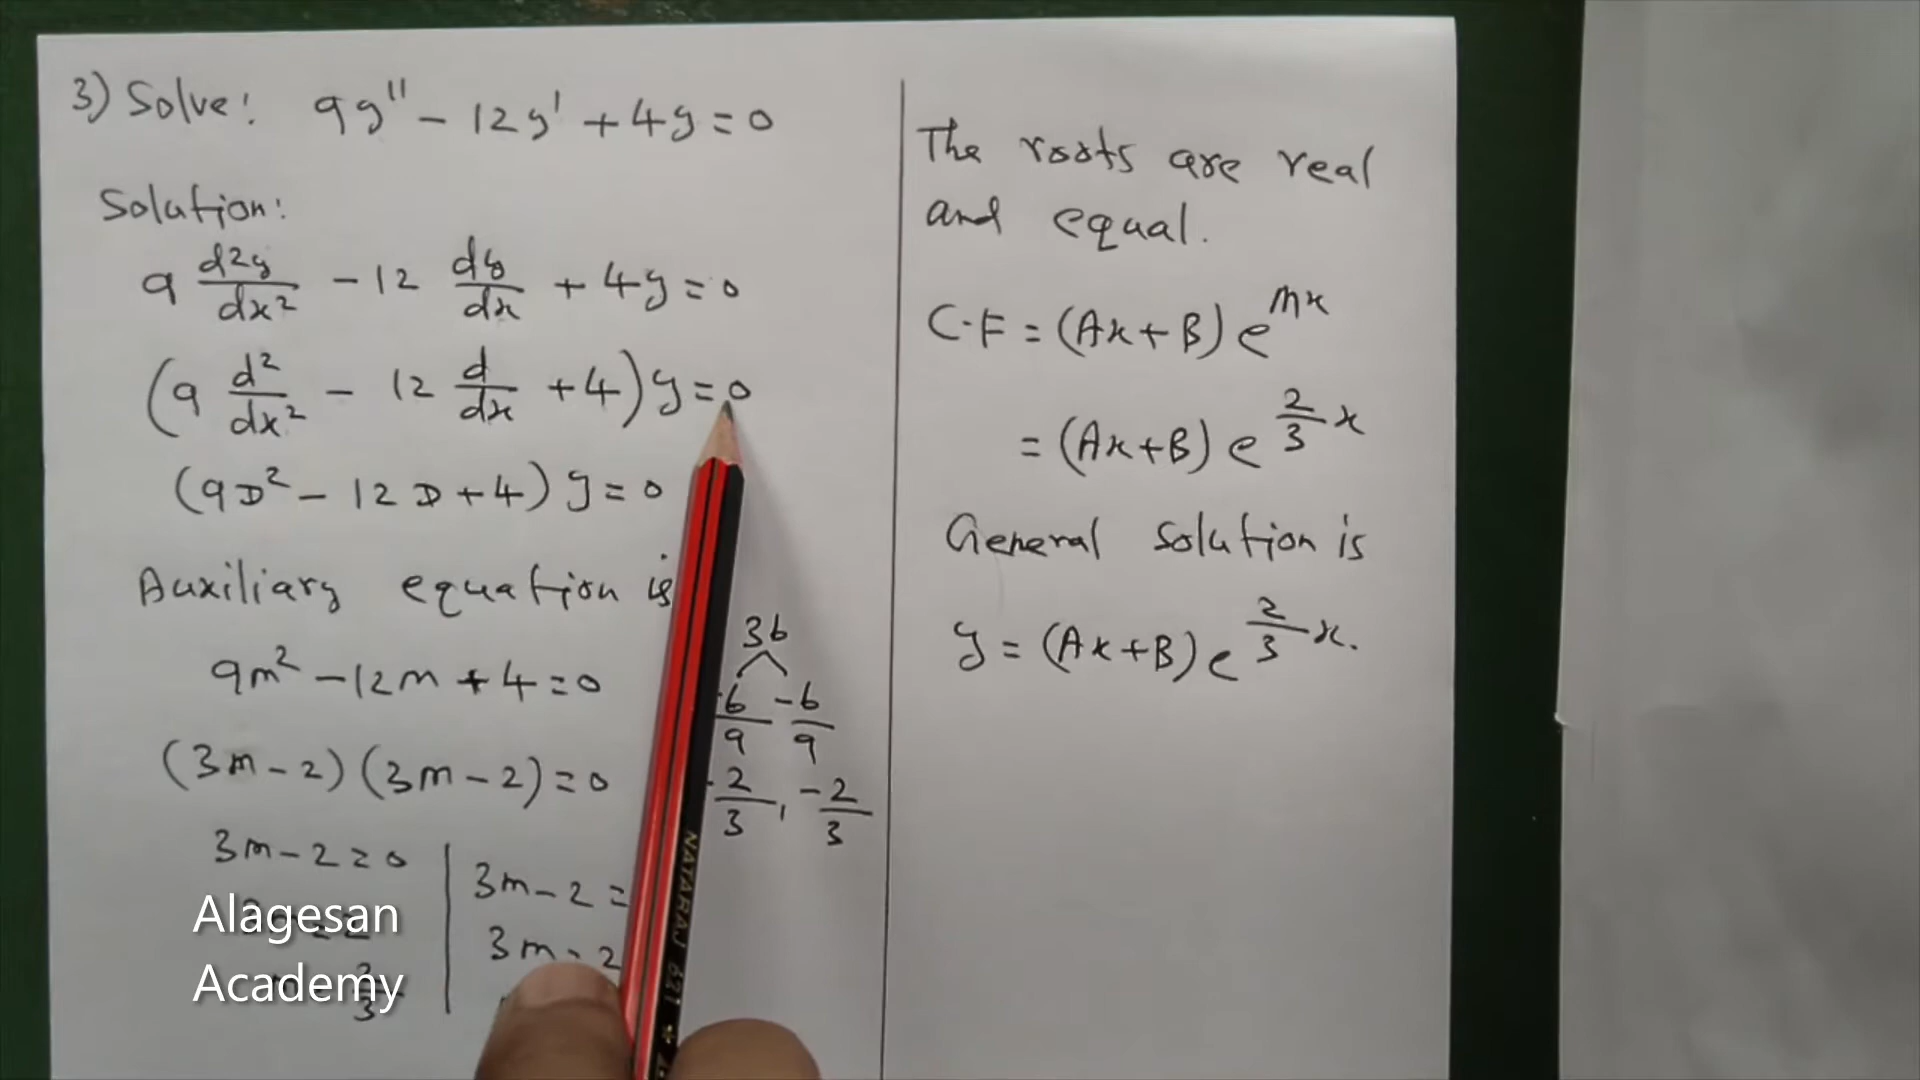 3) Solve: 9y'' - 12y' + 4y = 0
Solution:
9 d2y/dx² - 12 dy/dx + 4y = 0
(9 d²/dx² - 12 d/dx + 4) y = 0
(9D² - 12D + 4) y = 0
Auxiliary equation is
9m² - 12m + 4 = 0
(3m - 2) (3m - 2) = 0
3m - 2 = 0
3m - 2 =
3m = 2
2/3
36
-6/9 -6/9
-2/3, -2/3
The roots are real
and equal.
C.F = (Ax + B) e^mx
= (Ax + B) e^2/3 x
General solution is
y = (Ax + B) e^2/3 x.
Alagesan
Academy
NATARAJ 621